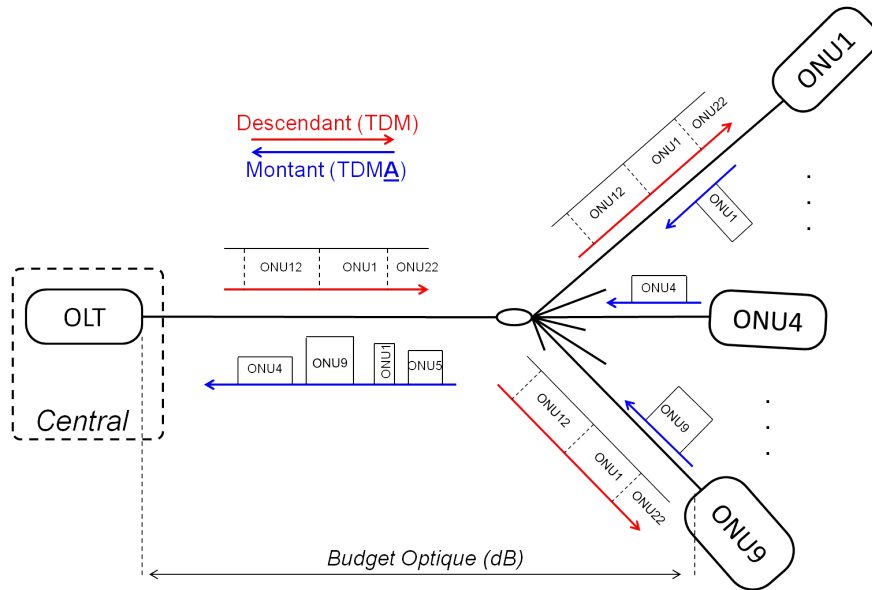 ONU1
Descendant (TDM)
Montant (TDMA)
ONU12 ONU1 ONU22
ONU1
ONU12 ONU1 ONU22
ONU4
OLT
ONU4
ONU4 ONU9 ONU1 ONU5
Central
ONU9
ONU12 ONU1 ONU22
ONU9
Budget Optique (dB)